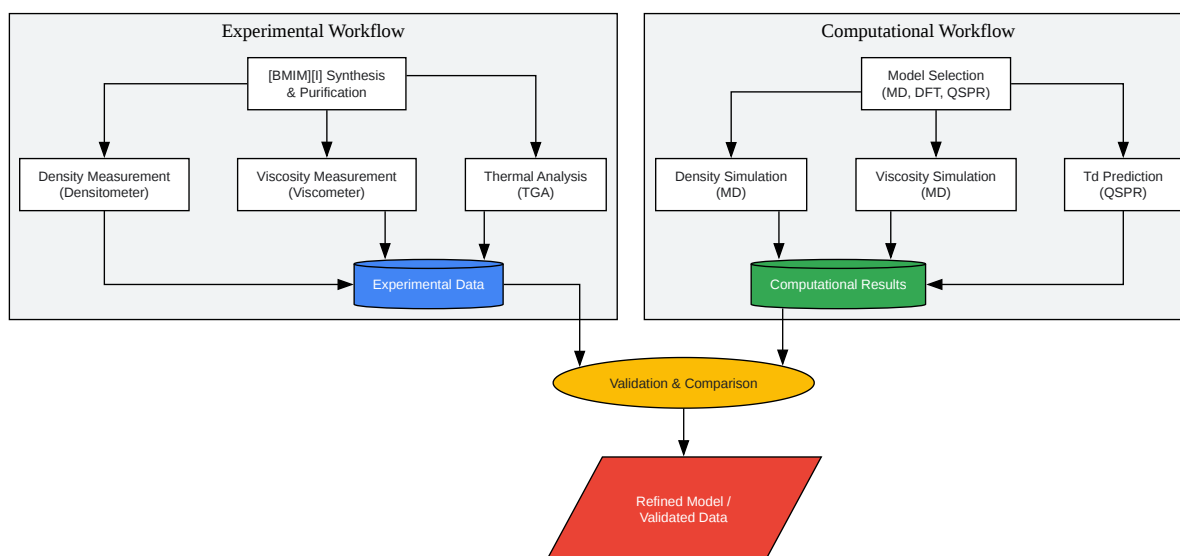 Experimental Workflow
[BMIM][I] Synthesis
& Purification
Density Measurement
(Densitometer)
Viscosity Measurement
(Viscometer)
Thermal Analysis
(TGA)
Experimental Data
Computational Workflow
Model Selection
(MD, DFT, QSPR)
Density Simulation
(MD)
Viscosity Simulation
(MD)
Td Prediction
(QSPR)
Computational Results
Validation & Comparison
Refined Model /
Validated Data